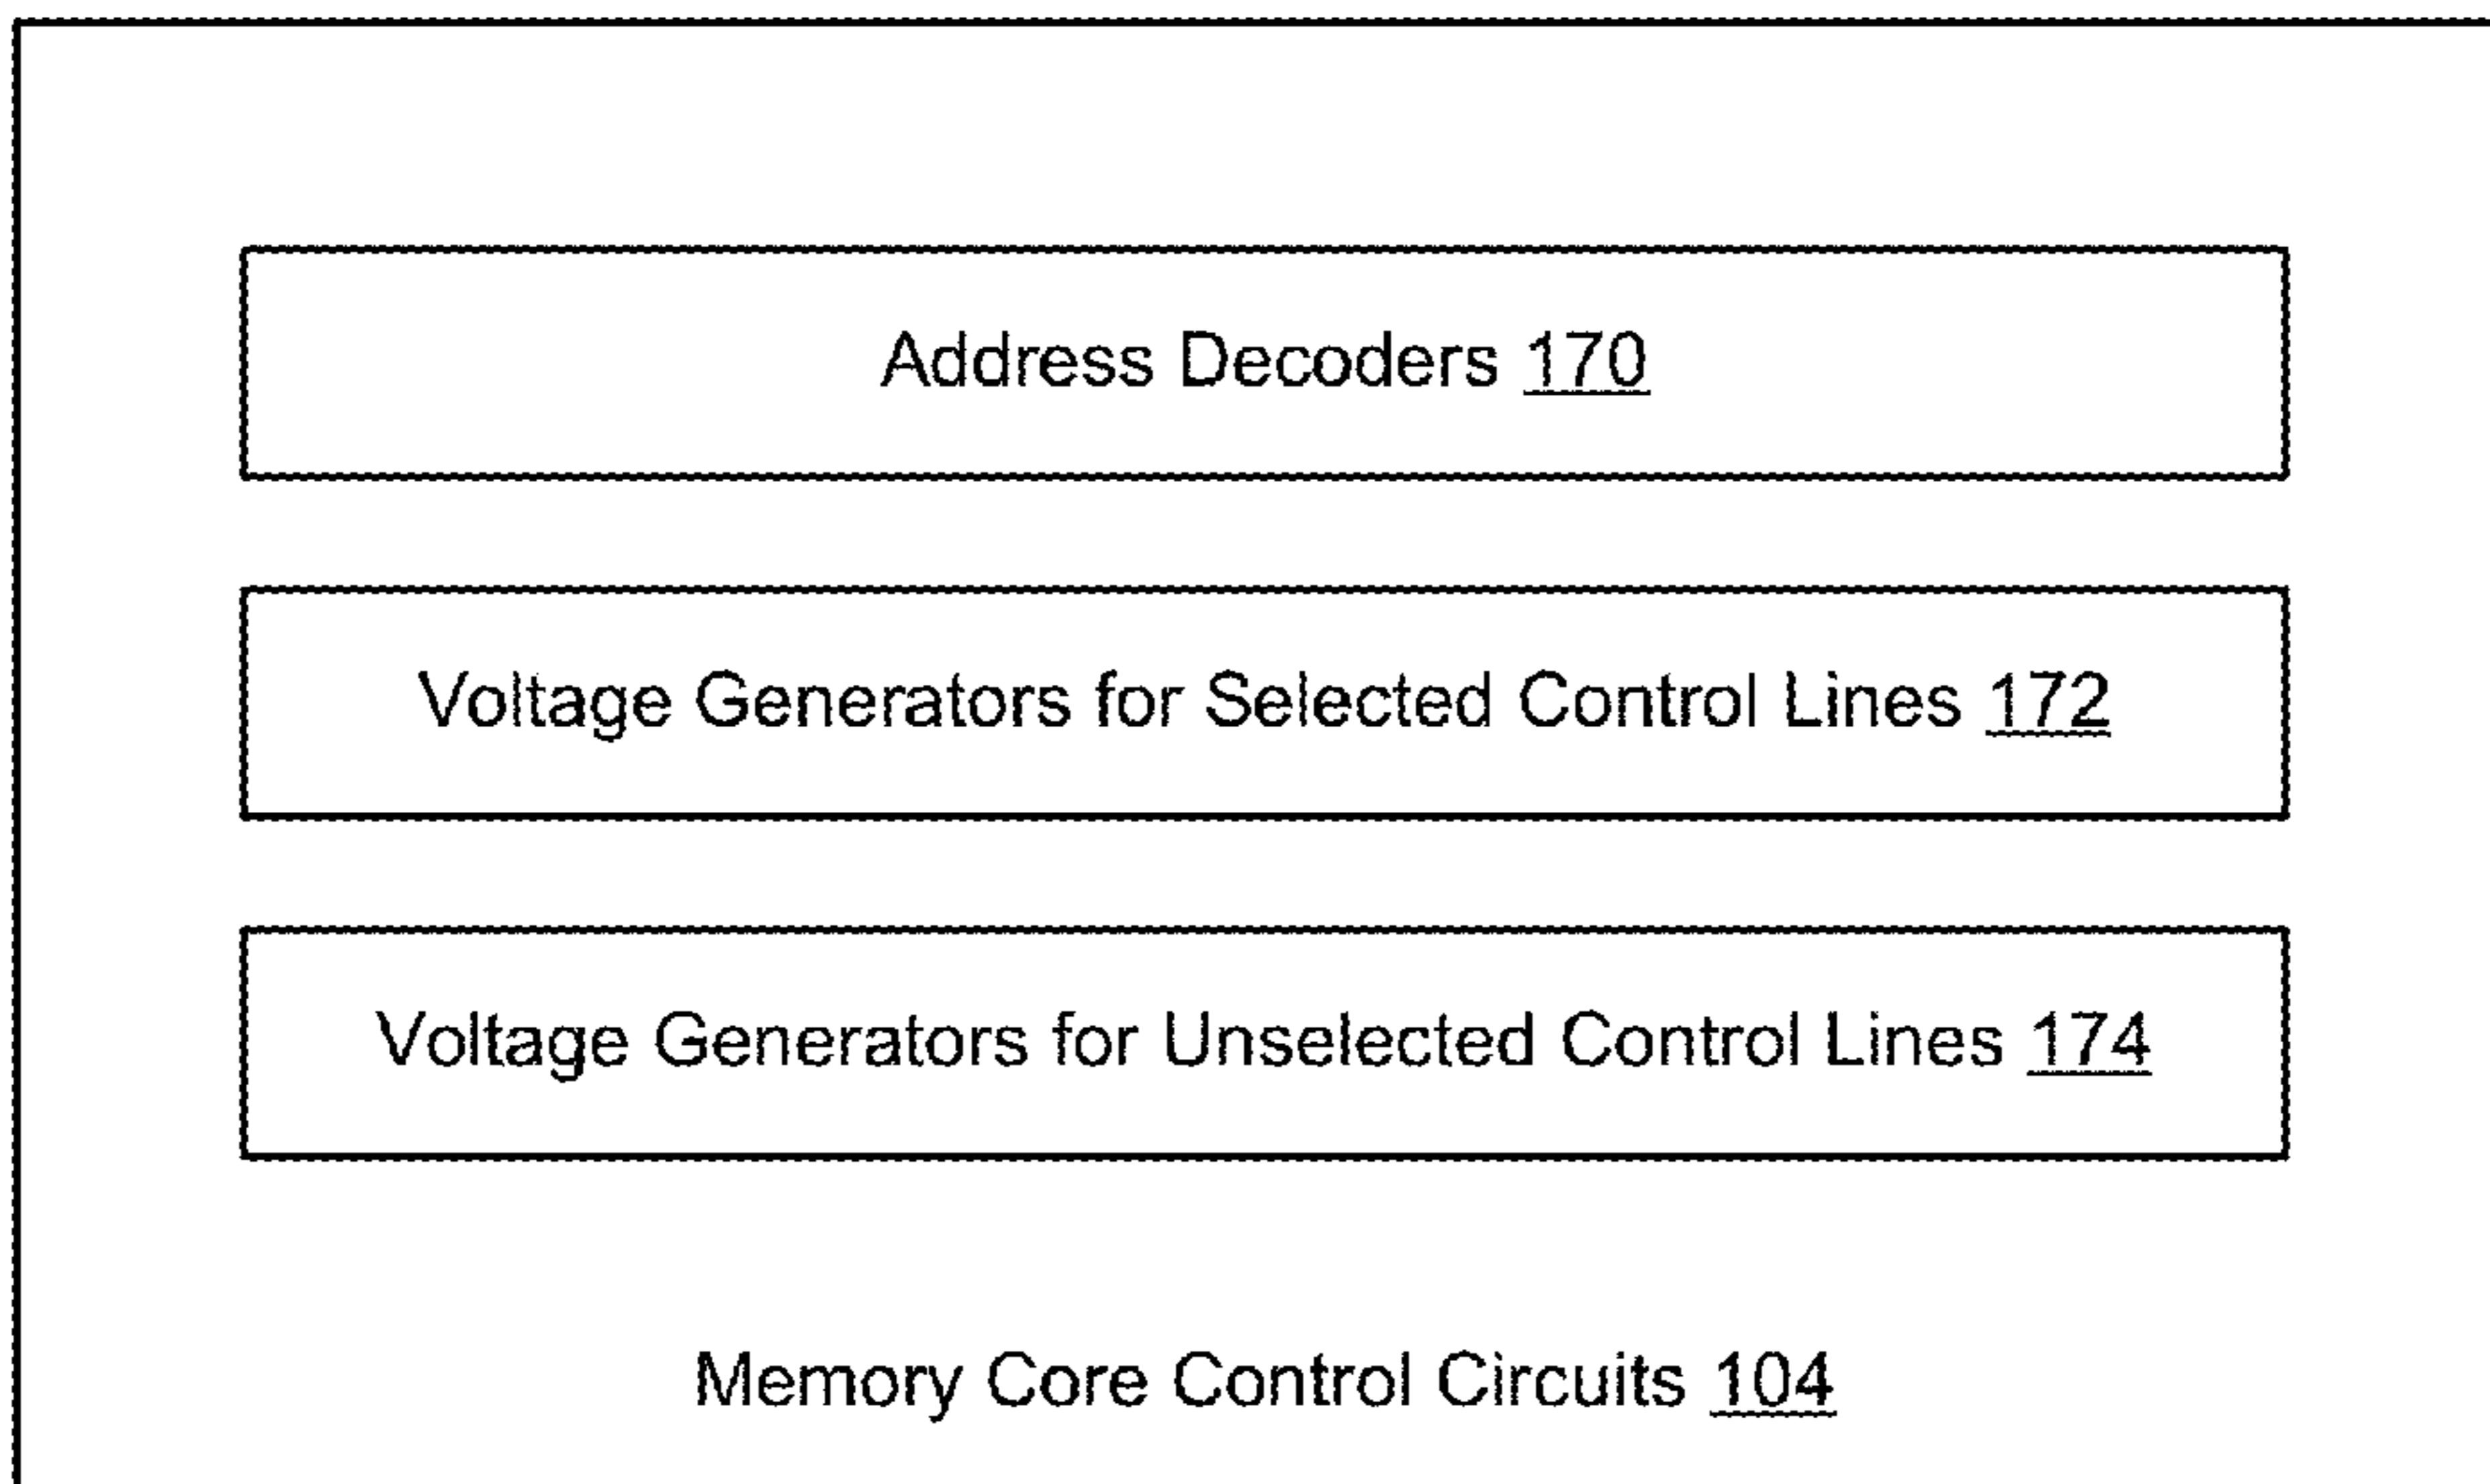 Address Decoders 170
Voltage Generators for Selected Control Lines 172
Voltage Generators for Unselected Control Lines 174
Memory Core Control Circuits 104